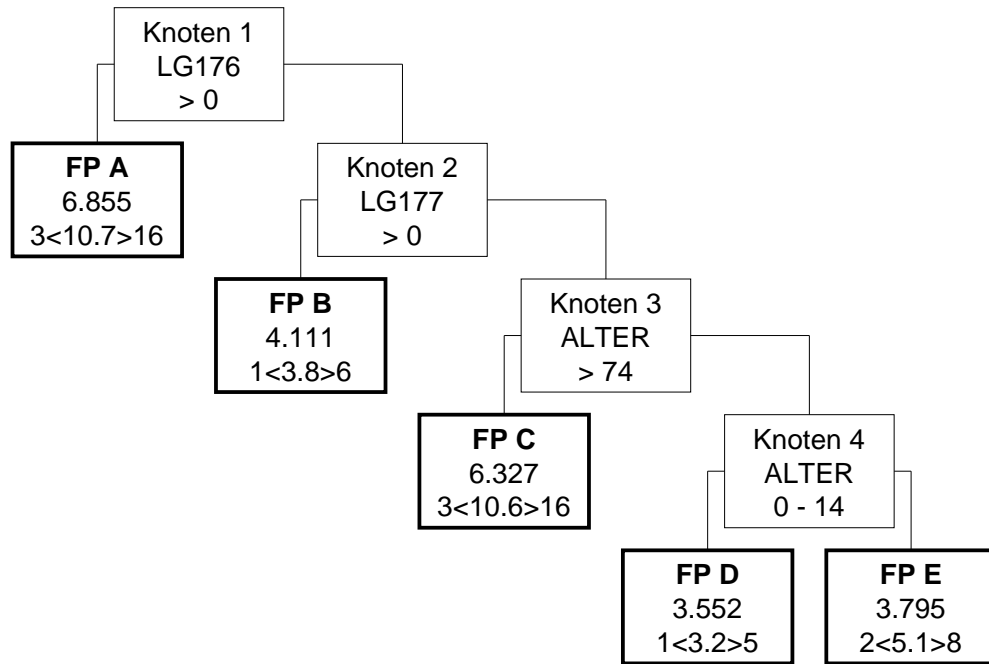 Knoten 1
LG176
> 0
FP A
6.855
3<10.7>16
Knoten 2
LG177
> 0
FP B
4.111
1<3.8>6
Knoten 3
ALTER
> 74
FP C
6.327
3<10.6>16
Knoten 4
ALTER
0 - 14
FP D
3.552
1<3.2>5
FP E
3.795
2<5.1>8